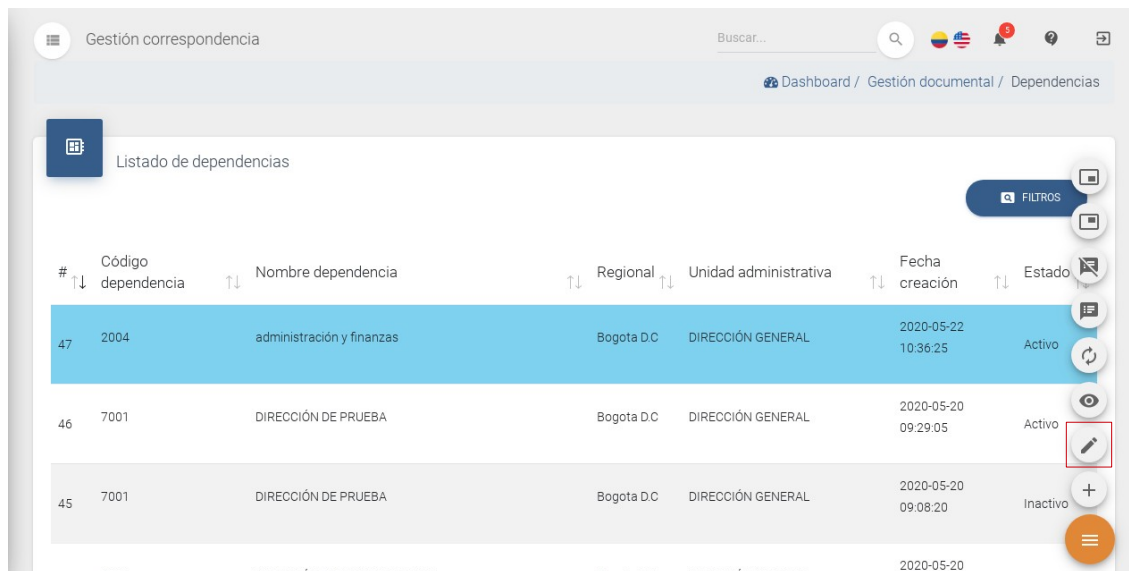 Gestión correspondencia
Buscar...
5
Dashboard / Gestión documental / Dependencias
Listado de dependencias
FILTROS
# Código dependencia Nombre dependencia Regional Unidad administrativa Fecha creación Estado
47 2004 administración y finanzas Bogota D.C DIRECCIÓN GENERAL 2020-05-22 10:36:25 Activo
46 7001 DIRECCIÓN DE PRUEBA Bogota D.C DIRECCIÓN GENERAL 2020-05-20 09:29:05 Activo
45 7001 DIRECCIÓN DE PRUEBA Bogota D.C DIRECCIÓN GENERAL 2020-05-20 09:08:20 Inactivo
2020-05-20